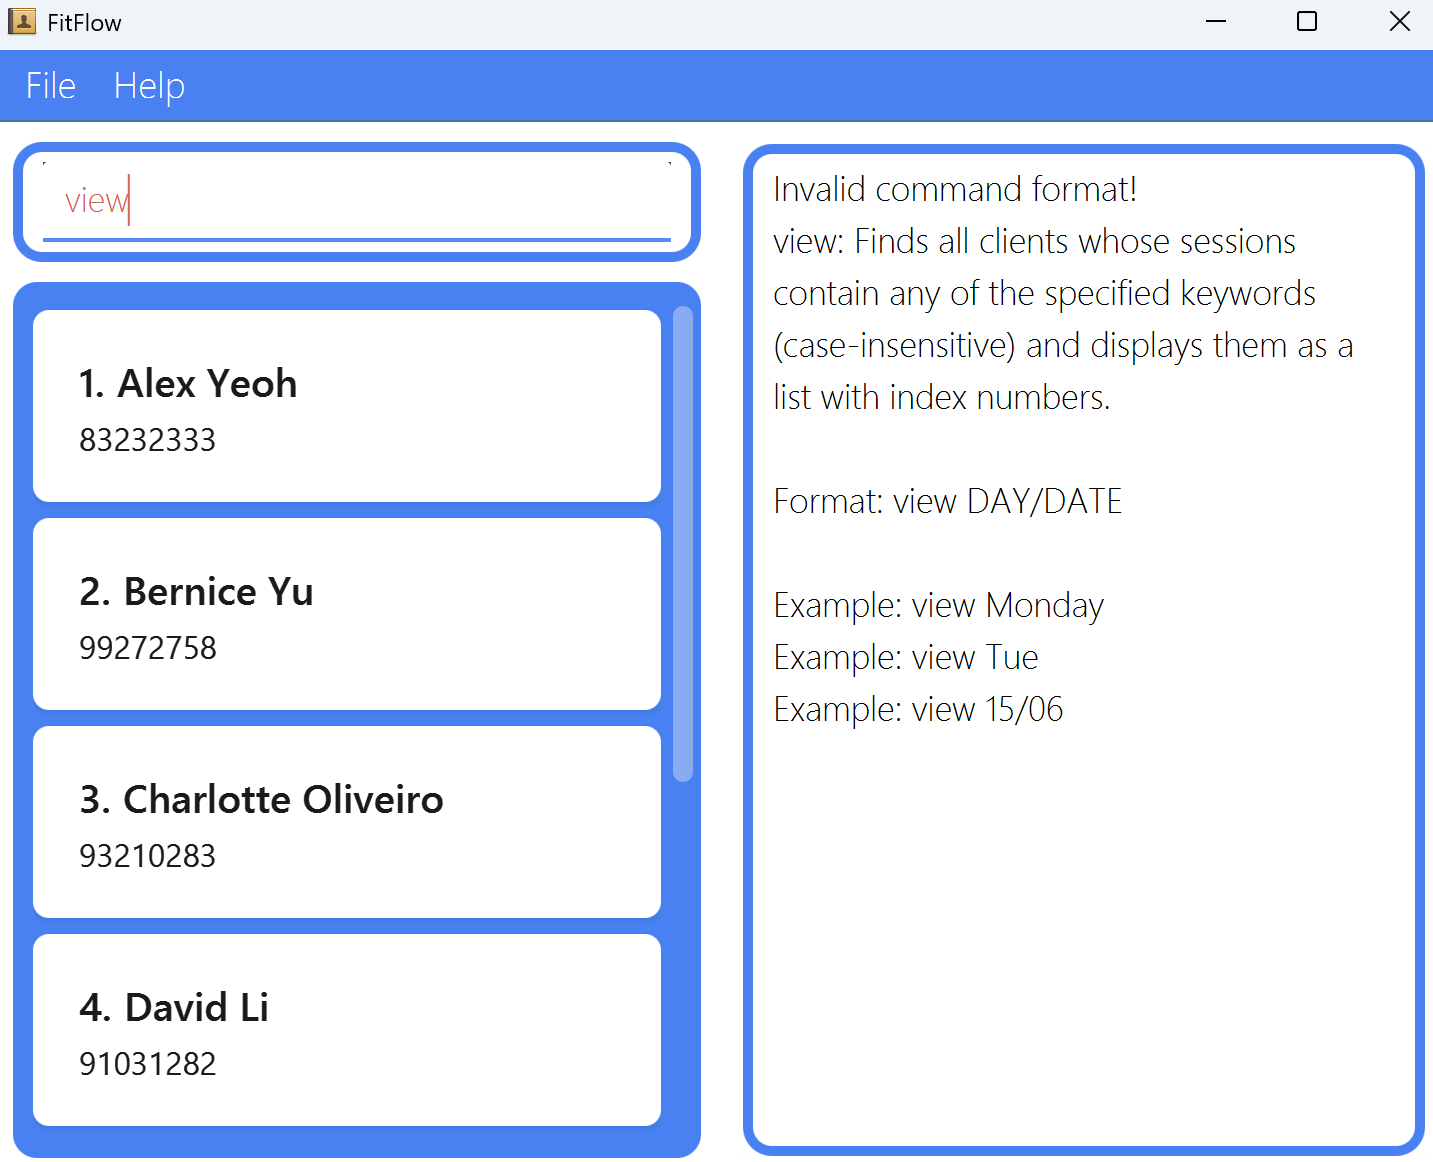 FitFlow
File Help
view
1. Alex Yeoh
83232333
2. Bernice Yu
99272758
3. Charlotte Oliveiro
93210283
4. David Li
91031282
Invalid command format!
view: Finds all clients whose sessions
contain any of the specified keywords
(case-insensitive) and displays them as a
list with index numbers.
Format: view DAY/DATE
Example: view Monday
Example: view Tue
Example: view 15/06